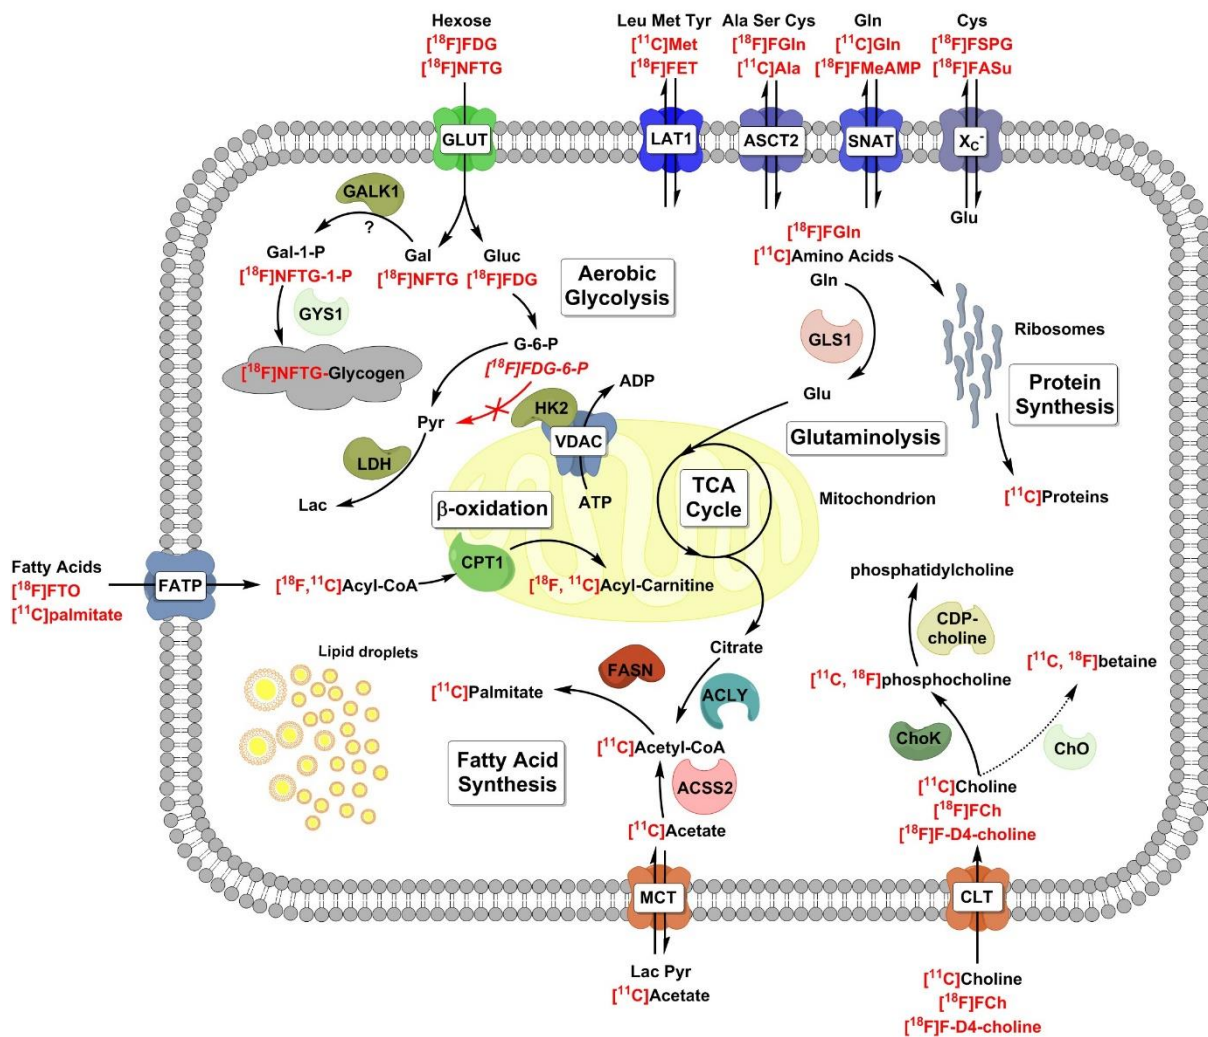 Hexose
[¹⁸F]FDG
[¹⁸F]NFTG
Leu Met Tyr
[¹¹C]Met
[¹⁸F]FET
Ala Ser Cys
[¹⁸F]FGln
[¹¹C]Ala
Gln
[¹¹C]Gln
[¹⁸F]FMeAMP
Cys
[¹⁸F]FSPG
[¹⁸F]FASu
GLUT
LAT1
ASCT2
SNAT
X_C⁻
GALK1
?
Gal-1-P
[¹⁸F]NFTG-1-P
Gal
[¹⁸F]NFTG
Gluc
[¹⁸F]FDG
Aerobic
Glycolysis
Glu
[¹⁸F]FGln
[¹¹C]Amino Acids
Gln
GYS1
GLS1
Ribosomes
[¹⁸F]NFTG-Glycogen
G-6-P
[¹⁸F]FDG-6-P
ADP
Glu
Protein
Synthesis
Pyr
HK2
VDAC
Glutaminolysis
LDH
Lac
β-oxidation
ATP
TCA
Cycle
Mitochondrion
[¹¹C]Proteins
Fatty Acids
[¹⁸F]FTO
[¹¹C]palmitate
FATP
[¹⁸F,¹¹C]Acyl-CoA
CPT1
[¹⁸F, ¹¹C]Acyl-Carnitine
phosphatidylcholine
CDP-
choline
Lipid droplets
Citrate
FASN
ACLY
[¹¹C]Palmitate
[¹¹C, ¹⁸F]phosphocholine
[¹¹C, ¹⁸F]betaine
Fatty Acid
Synthesis
[¹¹C]Acetyl-CoA
ACSS2
ChoK
ChO
[¹¹C]Acetate
[¹¹C]Choline
[¹⁸F]FCh
[¹⁸F]F-D4-choline
MCT
CLT
Lac Pyr
[¹¹C]Acetate
[¹¹C]Choline
[¹⁸F]FCh
[¹⁸F]F-D4-choline